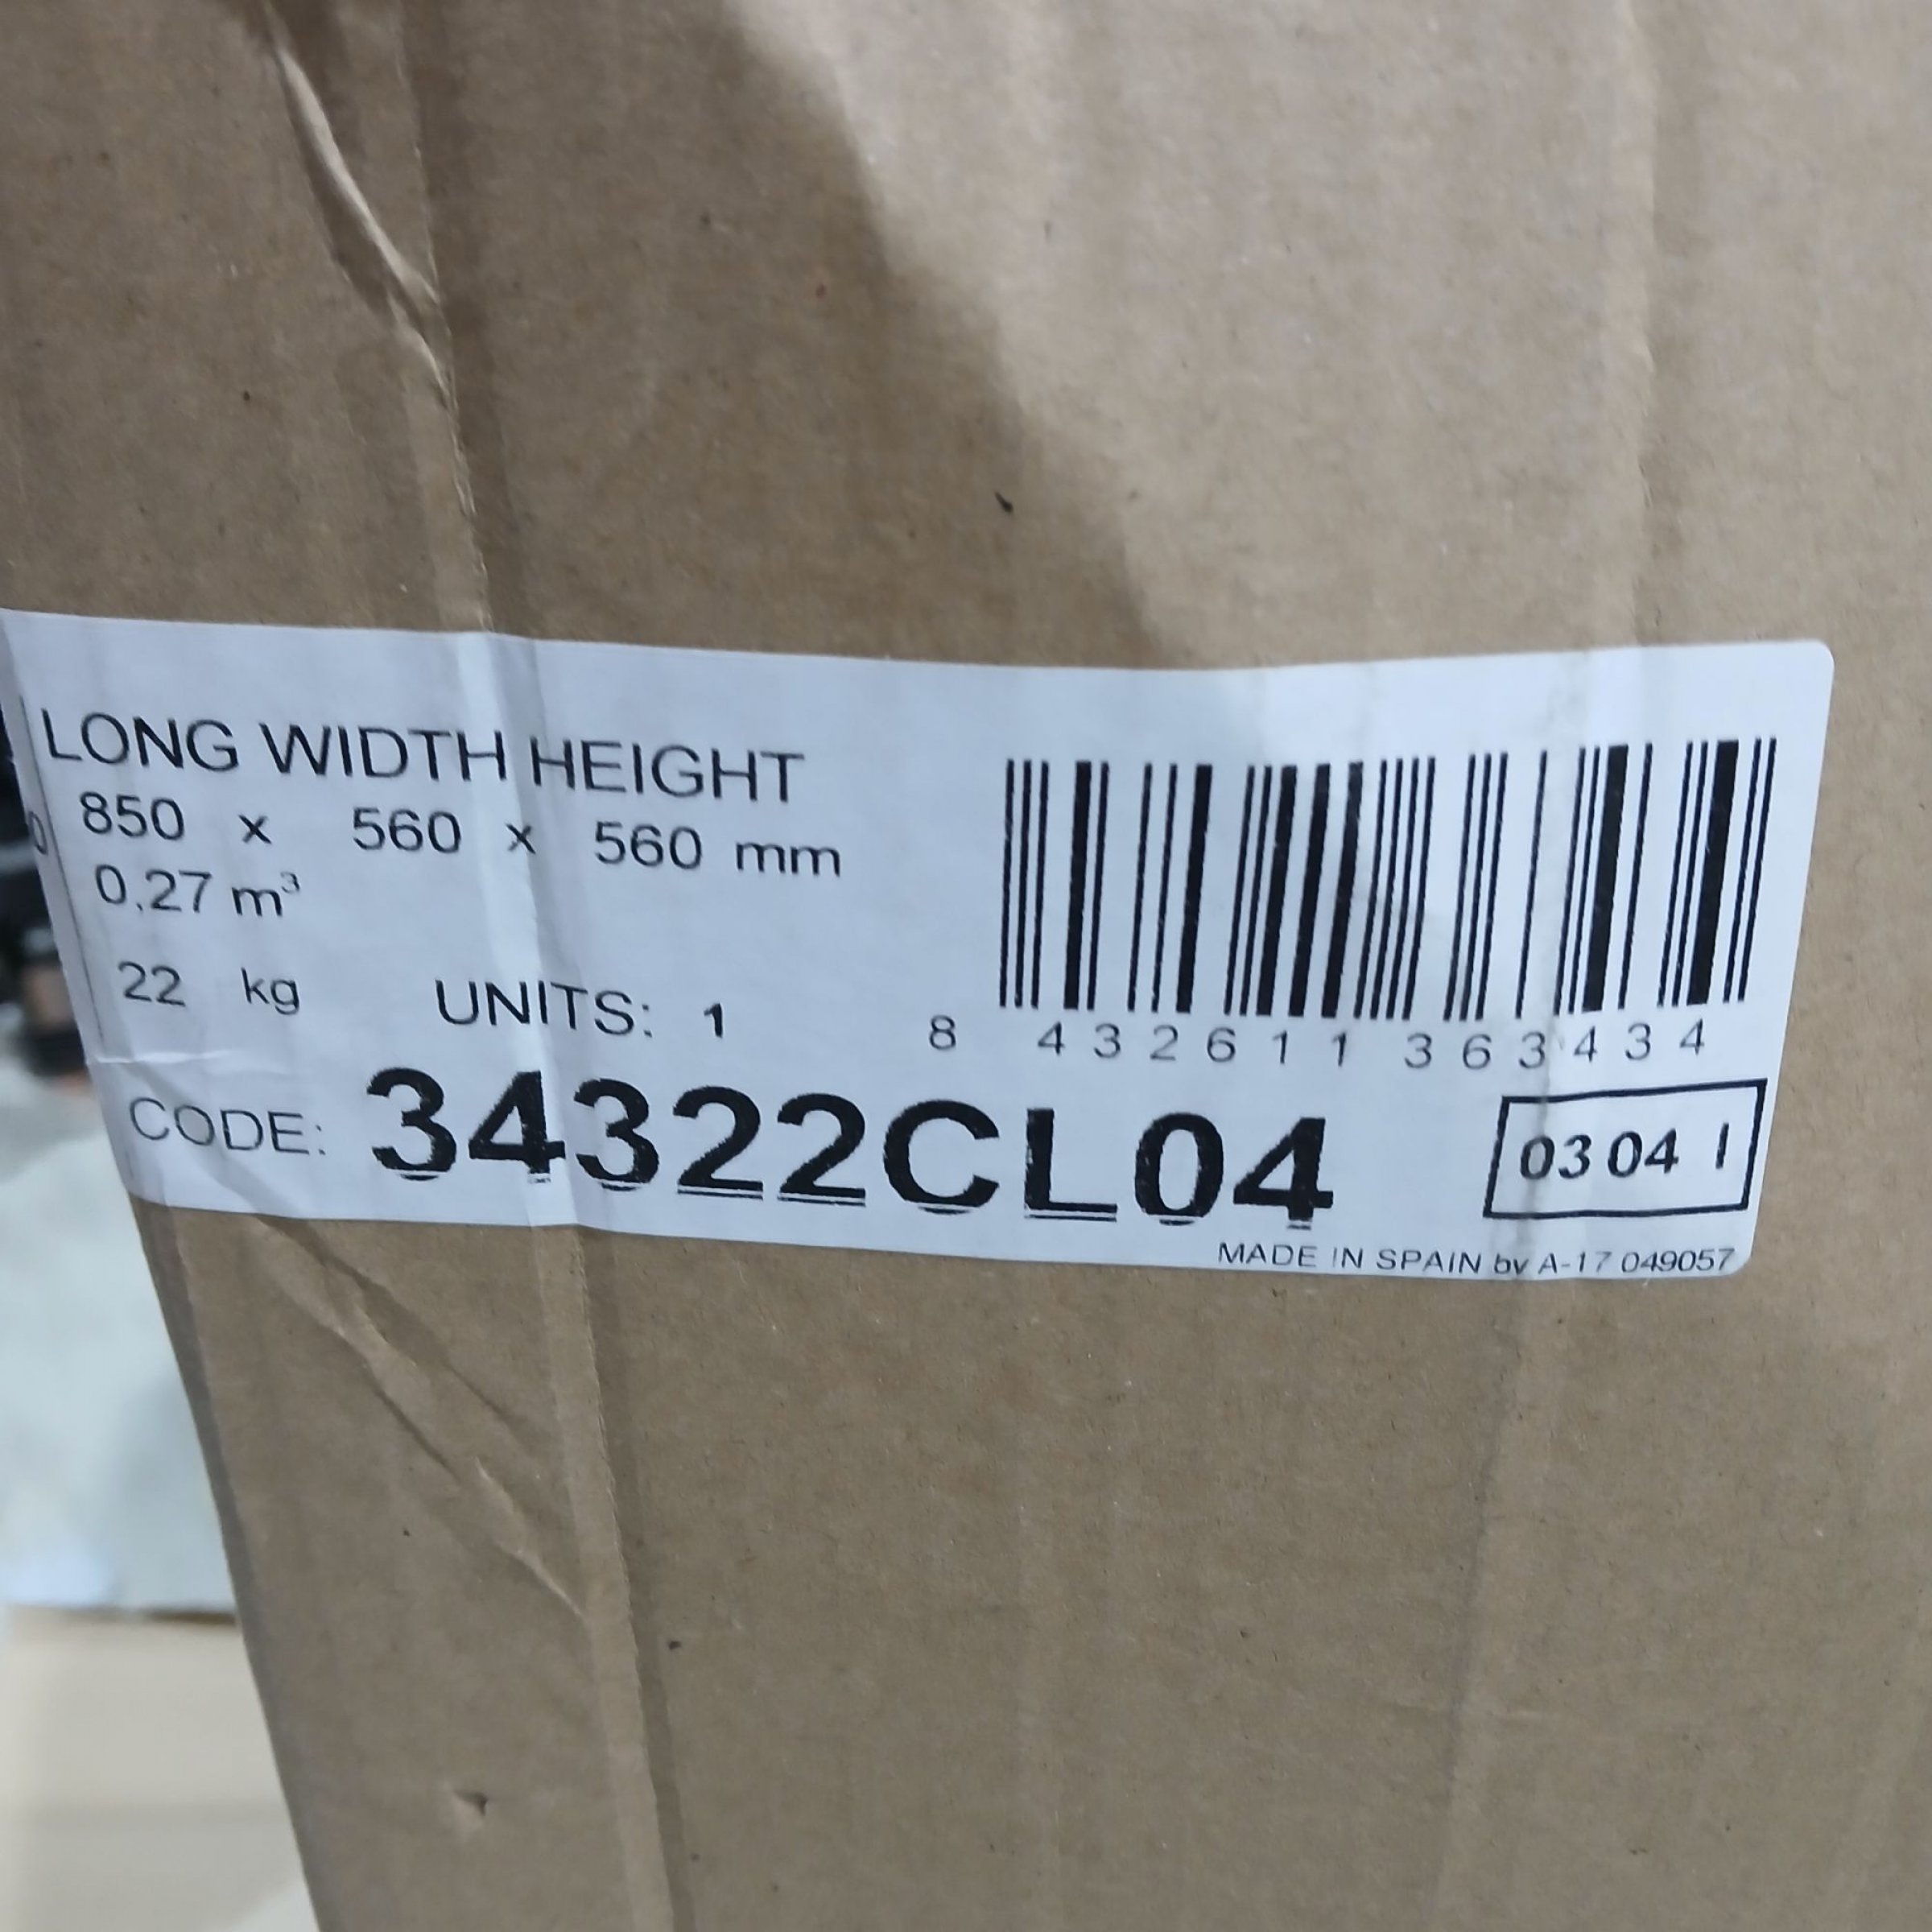 LONG WIDTH HEIGHT
850 x 560 x 560 mm
0,27 m³
22 kg UNITS: 1
8 432611 363434
CODE: 34322CL04
03 04 I
MADE IN SPAIN by A-17 049057